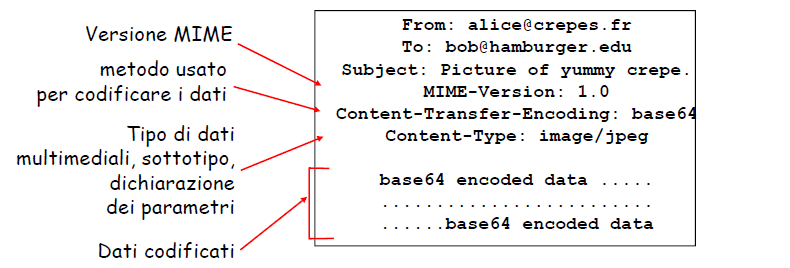 Versione MIME
metodo usato
per codificare i dati
Tipo di dati
multimediali, sottotipo,
dichiarazione
dei parametri
Dati codificati
From: alice@crepes.fr
To: bob@hamburger.edu
Subject: Picture of yummy crepe.
MIME-Version: 1.0
Content-Transfer-Encoding: base64
Content-Type: image/jpeg
base64 encoded data .....
.........................
......base64 encoded data